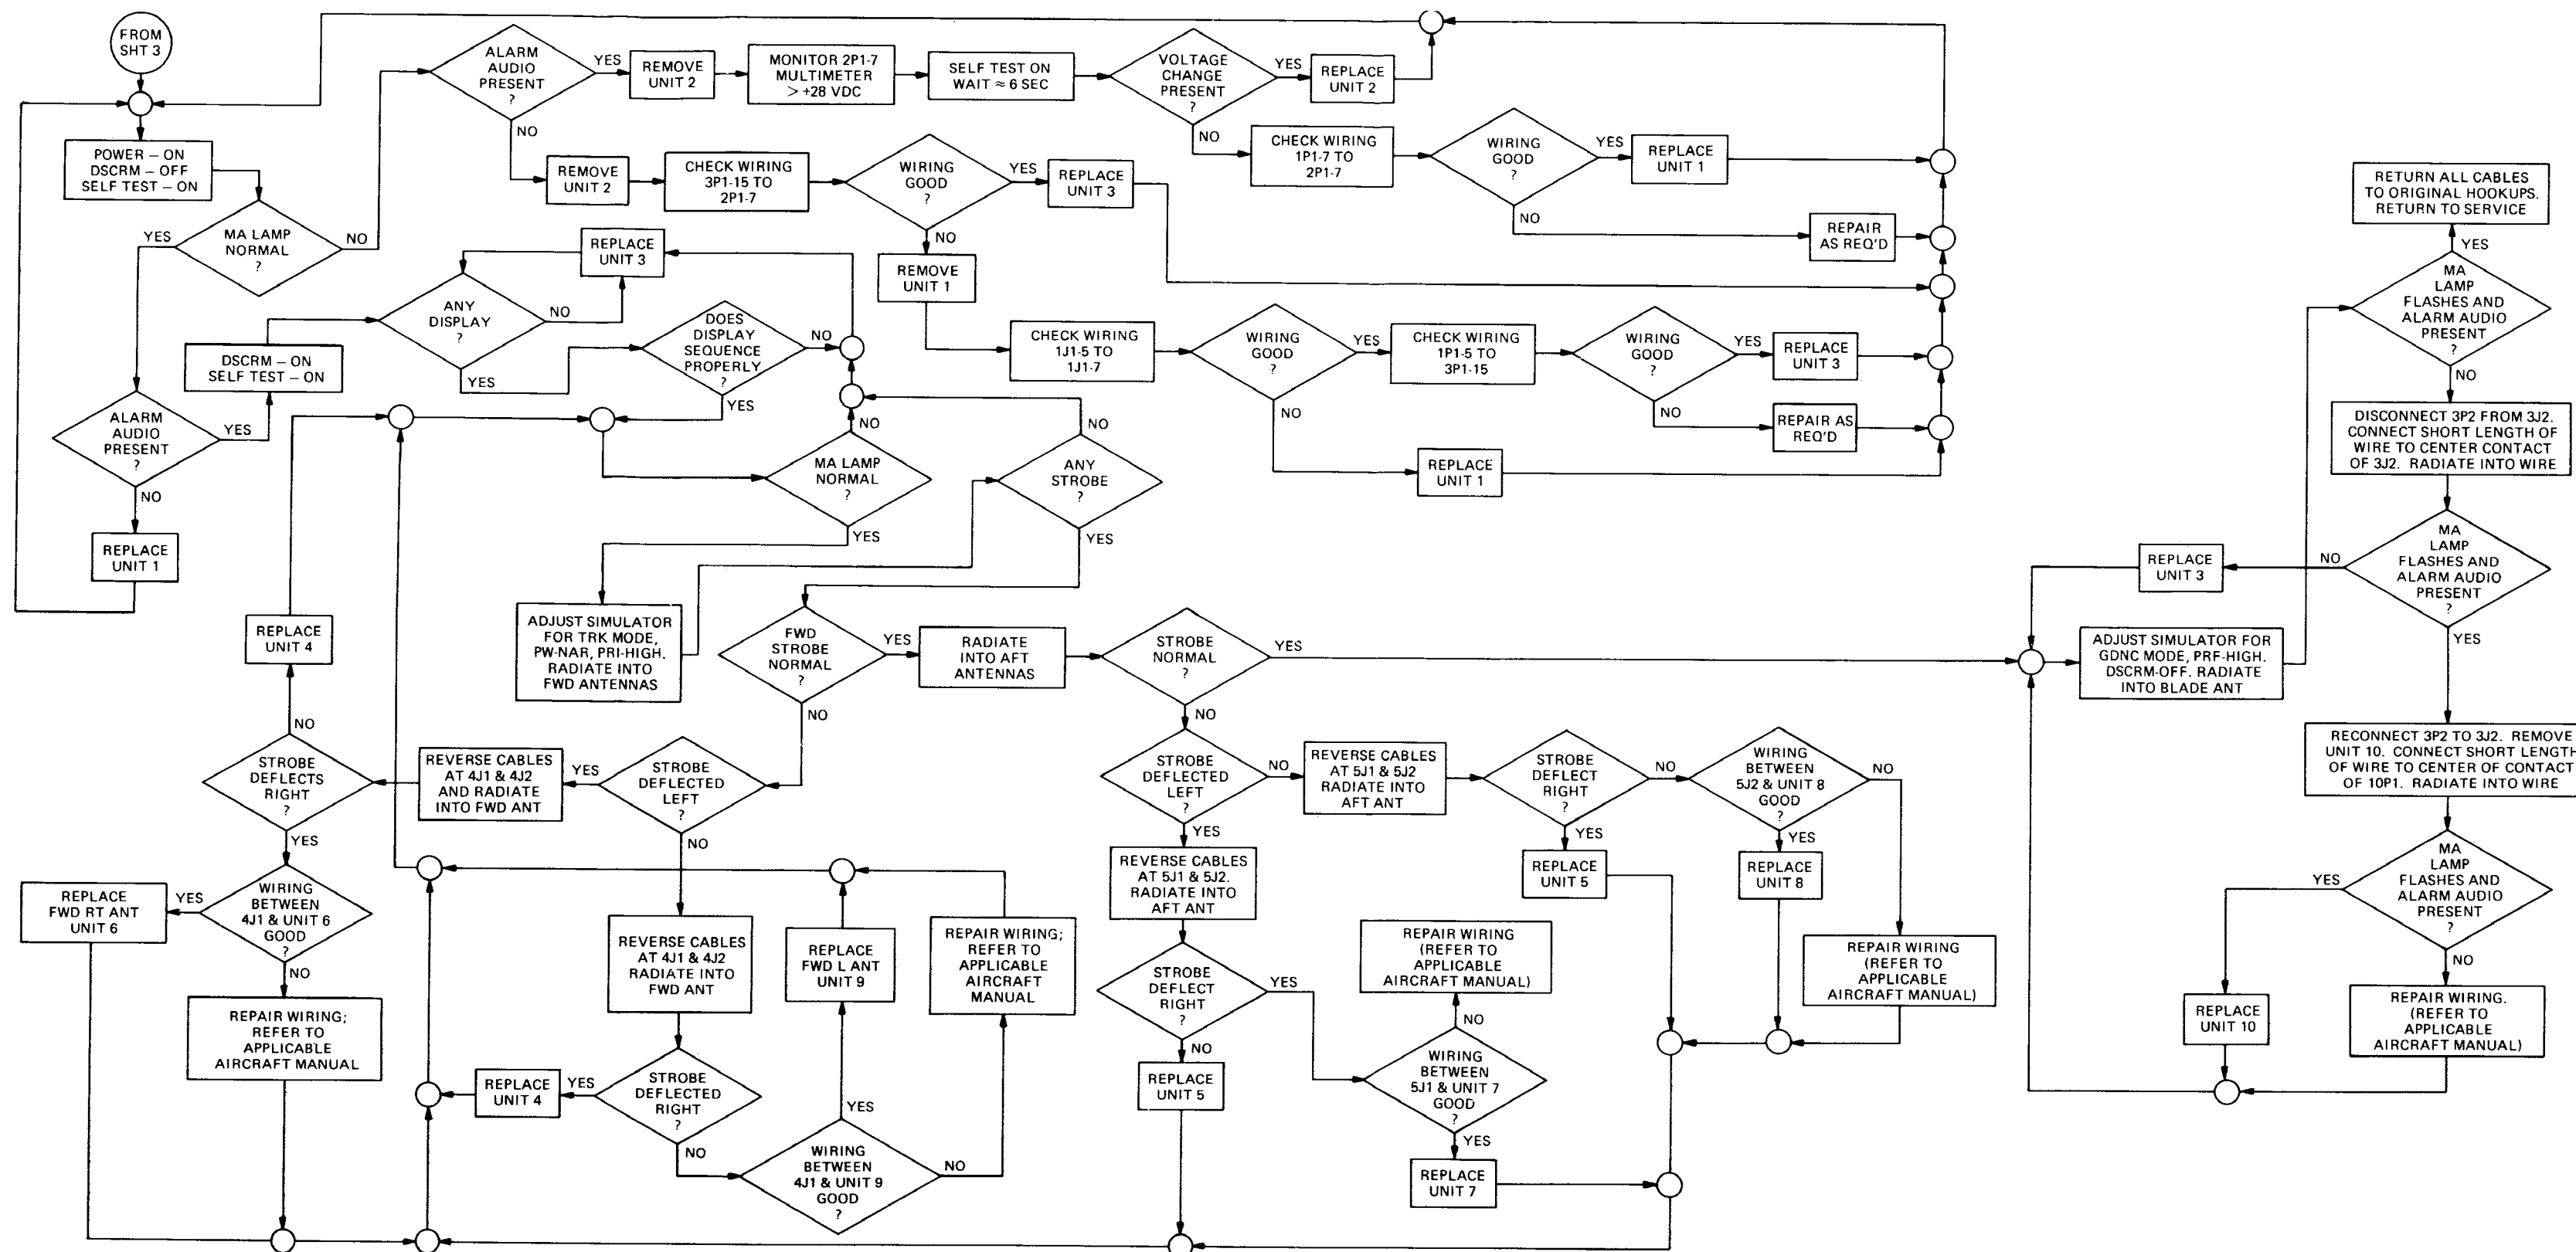 FROM
SHT 3
POWER – ON
DSCRM – OFF
SELF TEST – ON
MA LAMP
NORMAL
?
YES
NO
ALARM
AUDIO
PRESENT
?
YES
NO
REMOVE
UNIT 2
MONITOR 2P1-7
MULTIMETER
> +28 VDC
SELF TEST ON
WAIT ≈ 6 SEC
VOLTAGE
CHANGE
PRESENT
?
YES
NO
REPLACE
UNIT 2
CHECK WIRING
1P1-7 TO
2P1-7
WIRING
GOOD
?
YES
NO
REPLACE
UNIT 1
REPAIR
AS REQ'D
REMOVE
UNIT 2
CHECK WIRING
3P1-15 TO
2P1-7
WIRING
GOOD
?
YES
NO
REPLACE
UNIT 3
REMOVE
UNIT 1
CHECK WIRING
1J1-5 TO
1J1-7
WIRING
GOOD
?
YES
NO
CHECK WIRING
1P1-5 TO
3P1-15
WIRING
GOOD
?
YES
NO
REPLACE
UNIT 3
REPAIR AS
REQ'D
REPLACE
UNIT 1
ALARM
AUDIO
PRESENT
?
YES
NO
REPLACE
UNIT 1
DSCRM – ON
SELF TEST – ON
ANY
DISPLAY
?
NO
YES
REPLACE
UNIT 3
DOES
DISPLAY
SEQUENCE
PROPERLY
?
NO
YES
MA LAMP
NORMAL
?
NO
YES
ANY
STROBE
?
NO
YES
ADJUST SIMULATOR
FOR TRK MODE,
PW-NAR, PRI-HIGH.
RADIATE INTO
FWD ANTENNAS
FWD
STROBE
NORMAL
?
YES
NO
RADIATE
INTO AFT
ANTENNAS
STROBE
NORMAL
?
YES
NO
STROBE
DEFLECTED
LEFT
?
YES
NO
REVERSE CABLES
AT 4J1 & 4J2
AND RADIATE
INTO FWD ANT
STROBE
DEFLECTS
RIGHT
?
NO
YES
REPLACE
UNIT 4
WIRING
BETWEEN
4J1 & UNIT 6
GOOD
?
YES
NO
REPLACE
FWD RT ANT
UNIT 6
REPAIR WIRING;
REFER TO
APPLICABLE
AIRCRAFT MANUAL
REVERSE CABLES
AT 4J1 & 4J2
RADIATE INTO
FWD ANT
STROBE
DEFLECTED
RIGHT
?
YES
NO
REPLACE
UNIT 4
WIRING
BETWEEN
4J1 & UNIT 9
GOOD
?
YES
NO
REPLACE
FWD L ANT
UNIT 9
REPAIR WIRING;
REFER TO
APPLICABLE
AIRCRAFT
MANUAL
STROBE
DEFLECTED
LEFT
?
NO
YES
REVERSE CABLES
AT 5J1 & 5J2
RADIATE INTO
AFT ANT
STROBE
DEFLECT
RIGHT
?
NO
YES
REPLACE
UNIT 5
WIRING
BETWEEN
5J2 & UNIT 8
GOOD
?
NO
YES
REPLACE
UNIT 8
REPAIR WIRING
(REFER TO
APPLICABLE
AIRCRAFT MANUAL)
REVERSE CABLES
AT 5J1 & 5J2.
RADIATE INTO
AFT ANT
STROBE
DEFLECT
RIGHT
?
YES
NO
REPLACE
UNIT 5
WIRING
BETWEEN
5J1 & UNIT 7
GOOD
?
NO
YES
REPAIR WIRING
(REFER TO
APPLICABLE
AIRCRAFT MANUAL)
REPLACE
UNIT 7
ADJUST SIMULATOR FOR
GDNC MODE, PRF-HIGH.
DSCRM-OFF. RADIATE
INTO BLADE ANT
RETURN ALL CABLES
TO ORIGINAL HOOKUPS.
RETURN TO SERVICE
YES
MA
LAMP
FLASHES AND
ALARM AUDIO
PRESENT
?
NO
DISCONNECT 3P2 FROM 3J2.
CONNECT SHORT LENGTH OF
WIRE TO CENTER CONTACT
OF 3J2. RADIATE INTO WIRE
MA
LAMP
FLASHES AND
ALARM AUDIO
PRESENT
?
NO
YES
REPLACE
UNIT 3
RECONNECT 3P2 TO 3J2. REMOVE
UNIT 10. CONNECT SHORT LENGTH
OF WIRE TO CENTER OF CONTACT
OF 10P1. RADIATE INTO WIRE
MA
LAMP
FLASHES AND
ALARM AUDIO
PRESENT
?
YES
NO
REPLACE
UNIT 10
REPAIR WIRING.
(REFER TO
APPLICABLE
AIRCRAFT MANUAL)